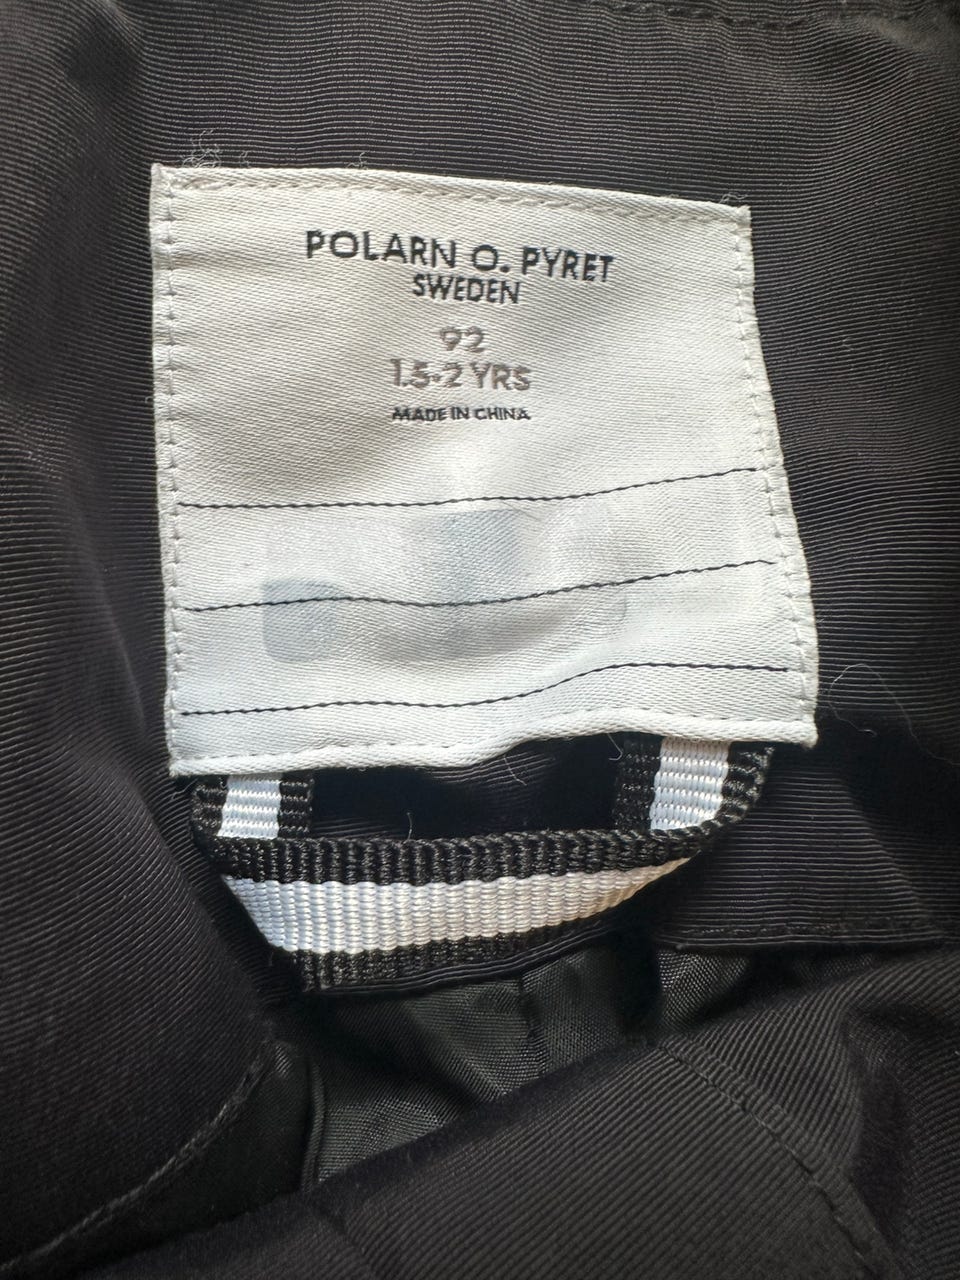 POLARN O. PYRET
SWEDEN
92
1.5-2 YRS
MADE IN CHINA